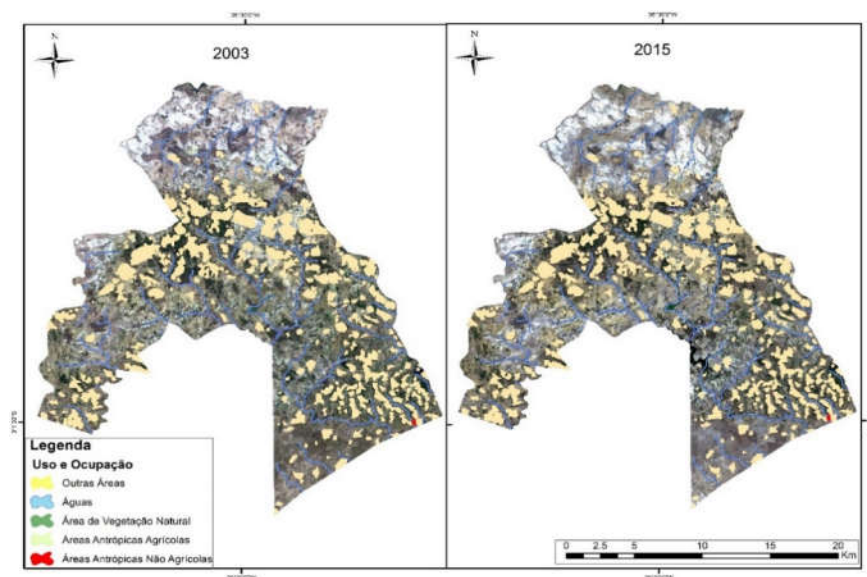 N
2003
N
2015
Legenda
Uso e Ocupação
Outras Áreas
Águas
Área de Vegetação Natural
Áreas Antrópicas Agrícolas
Áreas Antrópicas Não Agrícolas
0 2.5 5 10 15 20
Km